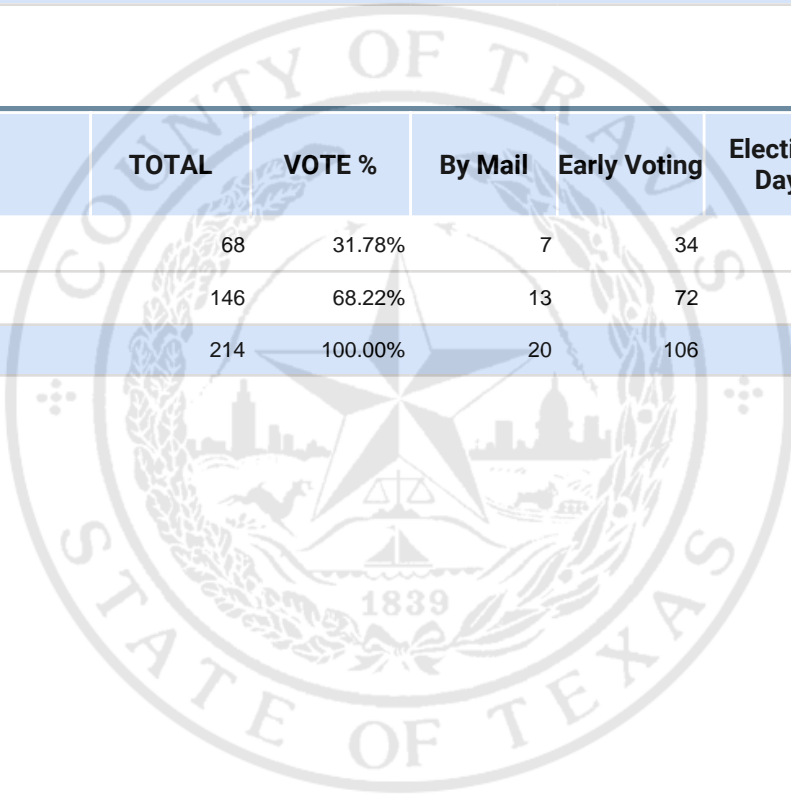 TOTAL VOTE % By Mail Early Voting
68 31.78% 7 34
146 68.22% 13 72
214 100.00% 20 106
COUNTY OF TRAVIS
1839
STATE OF TEXAS